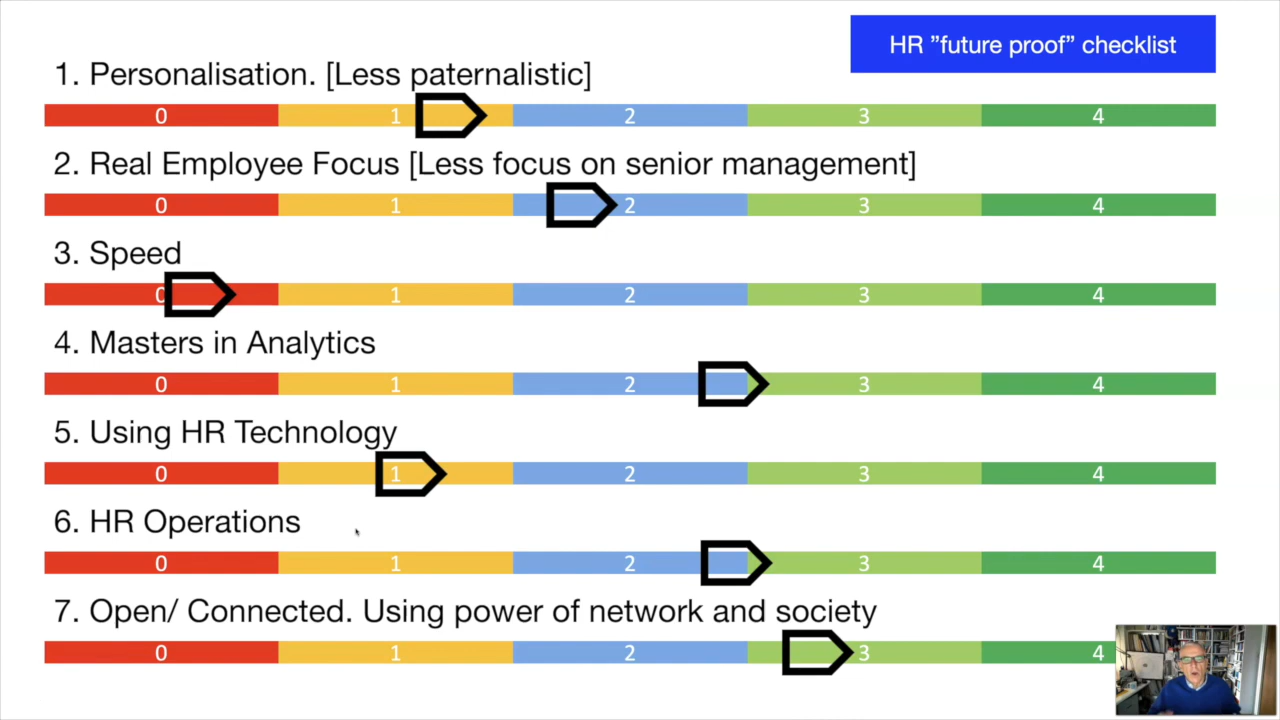 HR ”future proof” checklist
1. Personalisation. [Less paternalistic]
0 1 2 3 4
2. Real Employee Focus [Less focus on senior management]
0 1 2 3 4
3. Speed
0 1 2 3 4
4. Masters in Analytics
0 1 2 3 4
5. Using HR Technology
0 1 2 3 4
6. HR Operations
0 1 2 3 4
7. Open/ Connected. Using power of network and society
0 1 2 3 4